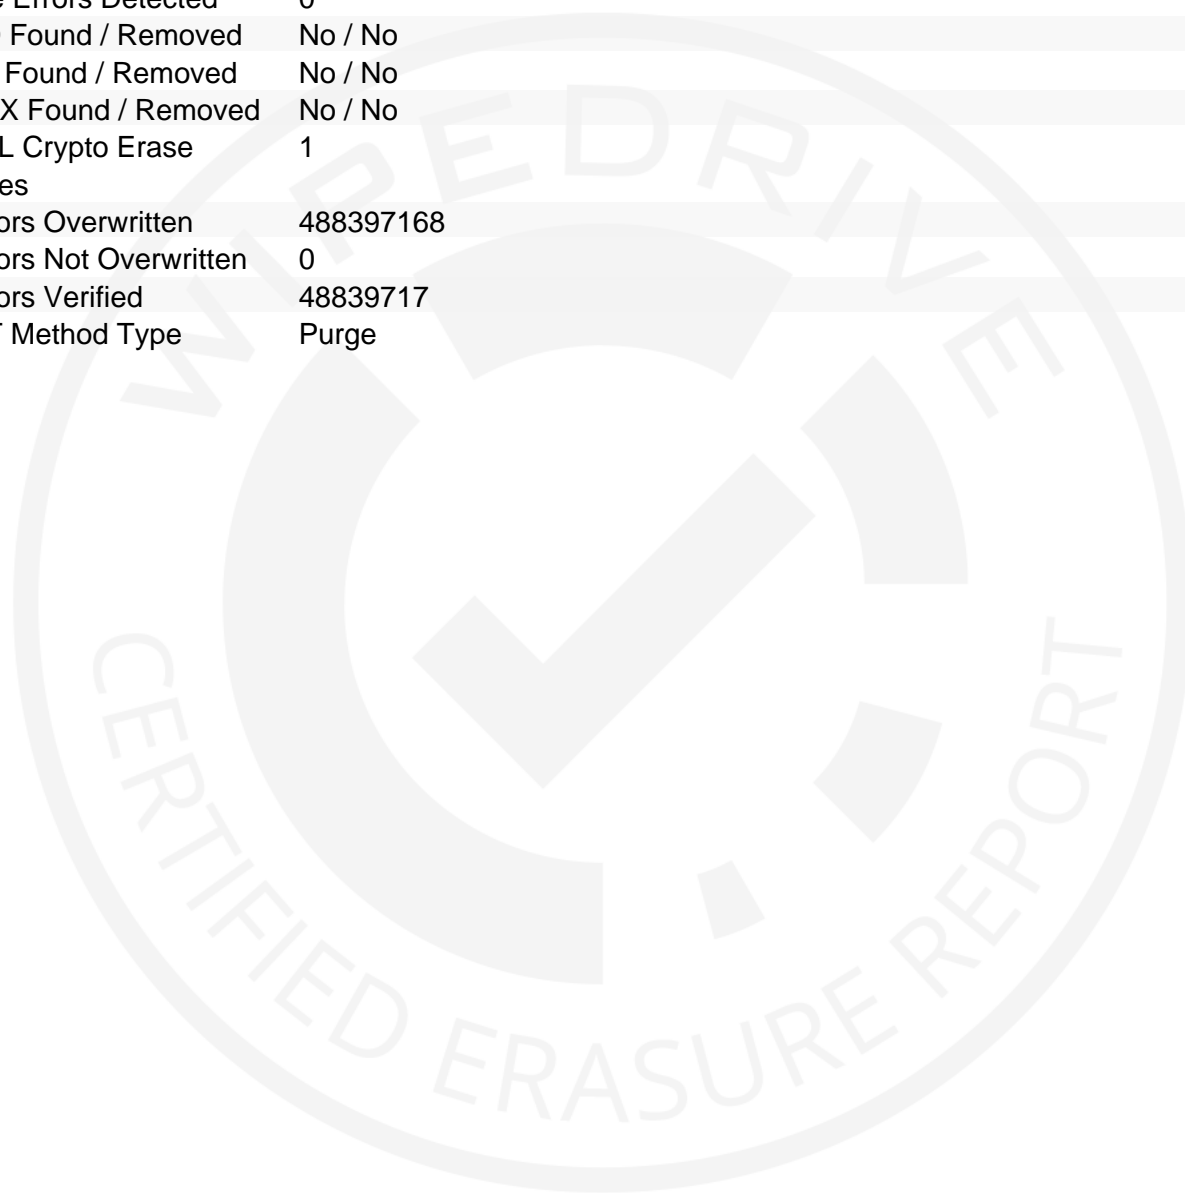 e Errors Detected 0
Found / Removed No / No
Found / Removed No / No
X Found / Removed No / No
L Crypto Erase 1
es
ors Overwritten 488397168
ors Not Overwritten 0
ors Verified 48839717
T Method Type Purge
WIPEDRIVE
CERTIFIED ERASURE REPORT